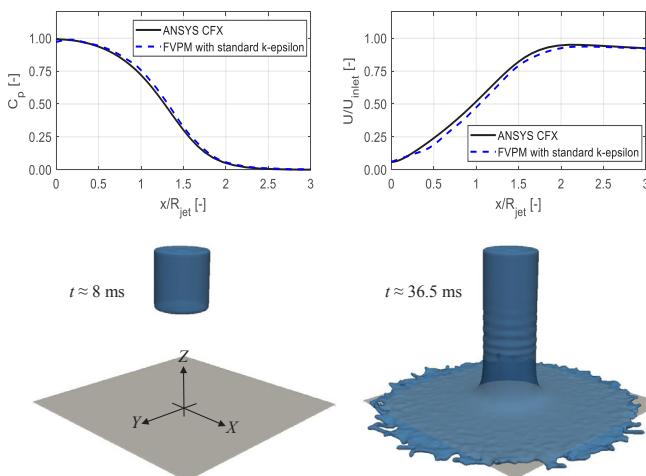 ANSYS CFX
FVPM with standard k-epsilon
1.00
0.75
0.50
0.25
0.00
C_p [-]
0 0.5 1 1.5 2 2.5 3
x/R_jet [-]
ANSYS CFX
FVPM with standard k-epsilon
1.00
0.75
0.50
0.25
0.00
U/U_inlet [-]
0 0.5 1 1.5 2 2.5 3
x/R_jet [-]
t ≈ 8 ms
Z
Y
X
t ≈ 36.5 ms